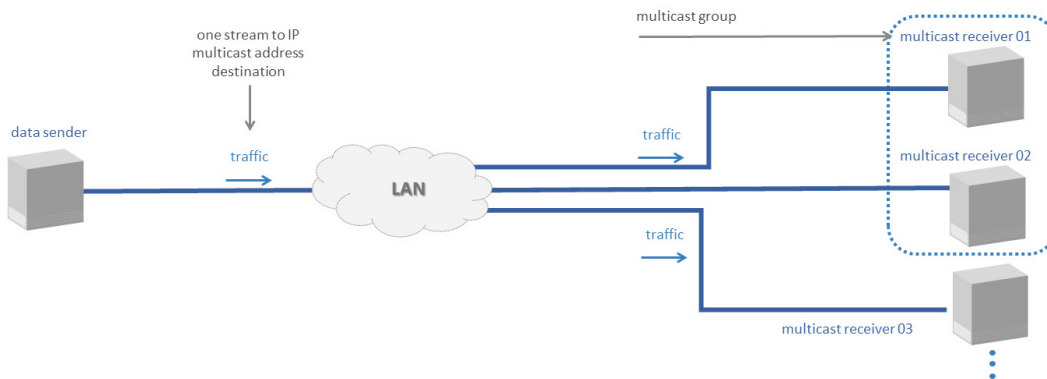 multicast group
one stream to IP
multicast address
destination
multicast receiver 01
data sender
traffic
traffic
multicast receiver 02
LAN
traffic
multicast receiver 03